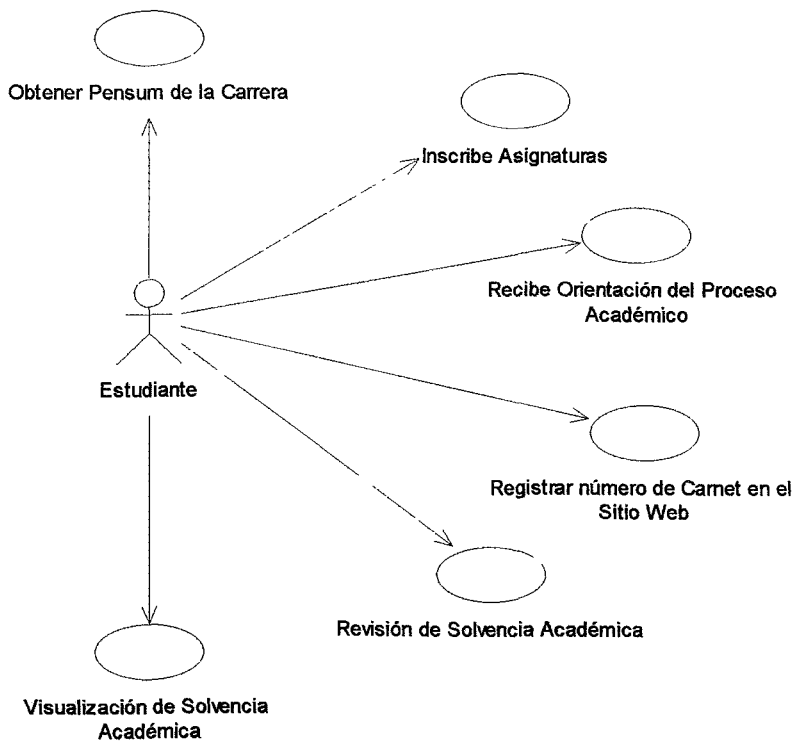 Obtener Pensum de la Carrera
Inscribe Asignaturas
Recibe Orientación del Proceso
Académico
Estudiante
Registrar número de Carnet en el
Sitio Web
Revisión de Solvencia Académica
Visualización de Solvencia
Académica